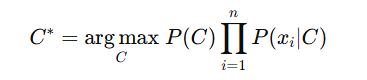 C* = arg max_C P(C) ∏_{i=1}^{n} P(x_i|C)